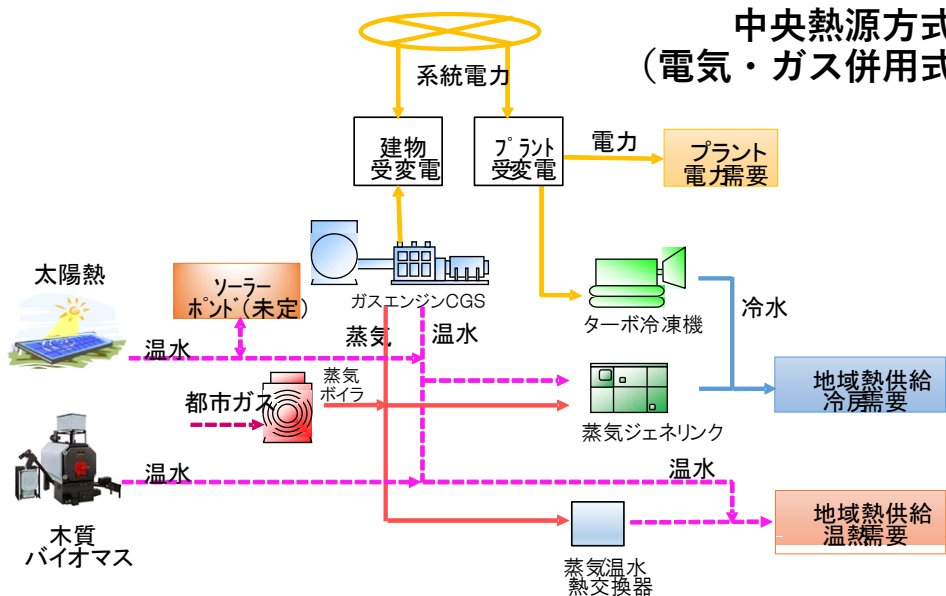 中央熱源方式
（電気・ガス併用式
系統電力
建物
受変電
プラント
受変電
電力
プラント
電力需要
太陽熱
ソーラー
ポンド（未定）
ガスエンジンCGS
蒸気
温水
ターボ冷凍機
冷水
温水
都市ガス
蒸気
ボイラ
蒸気ジェネリンク
地域熱供給
冷房需要
温水
温水
木質
バイオマス
蒸気/温水
熱交換器
地域熱供給
温熱需要